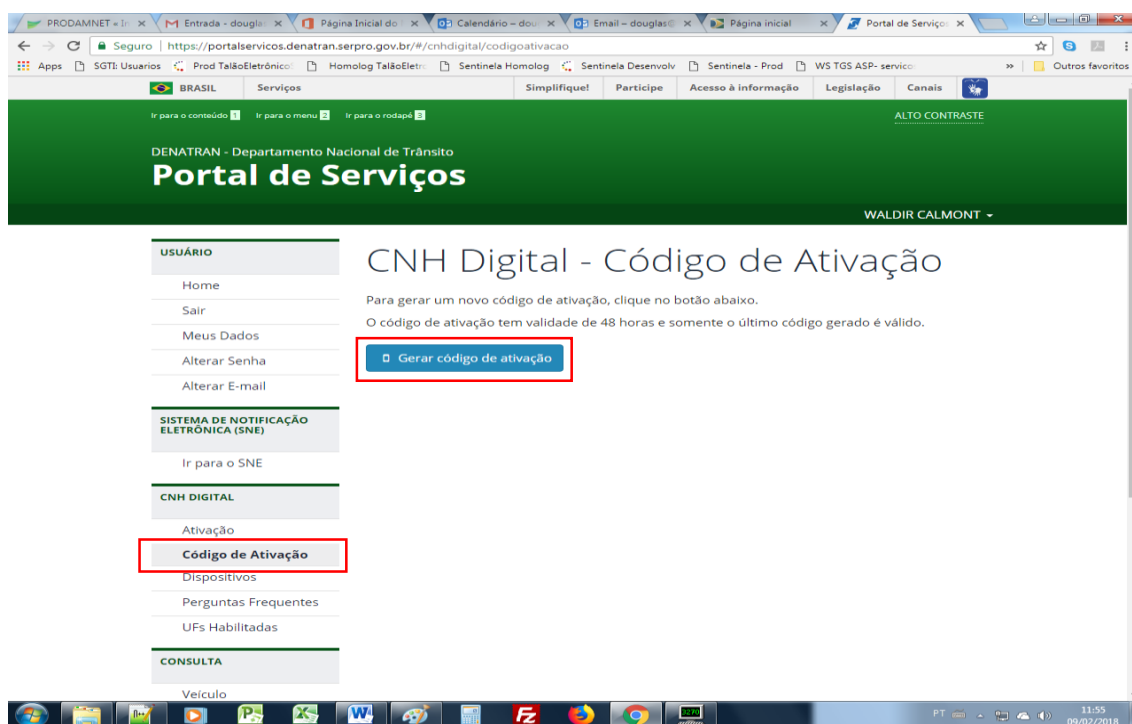 PRODAMNET » In
Entrada - douglas
Página Inicial do
Calendário – dou
Email – douglas@
Página inicial
Portal de Serviços
Seguro | https://portalservicos.denatran.serpro.gov.br/#/cnhdigital/codigoativacao
Apps SGTI: Usuarios Prod TalãoEletrônico Homolog TalãoEletro Sentinela Homolog Sentinela Desenvolv Sentinela - Prod WS TGS ASP- servico » Outros favoritos
BRASIL Serviços Simplifique! Participe Acesso à informação Legislação Canais
Ir para o conteúdo 1 Ir para o menu 2 Ir para o rodapé 3 ALTO CONTRASTE
DENATRAN - Departamento Nacional de Trânsito
Portal de Serviços
WALDIR CALMONT
USUÁRIO
Home
Sair
Meus Dados
Alterar Senha
Alterar E-mail
SISTEMA DE NOTIFICAÇÃO
ELETRÔNICA (SNE)
Ir para o SNE
CNH DIGITAL
Ativação
Código de Ativação
Dispositivos
Perguntas Frequentes
UFs Habilitadas
CONSULTA
Veículo
CNH Digital - Código de Ativação
Para gerar um novo código de ativação, clique no botão abaixo.
O código de ativação tem validade de 48 horas e somente o último código gerado é válido.
Gerar código de ativação
PT
11:55
09/02/2018